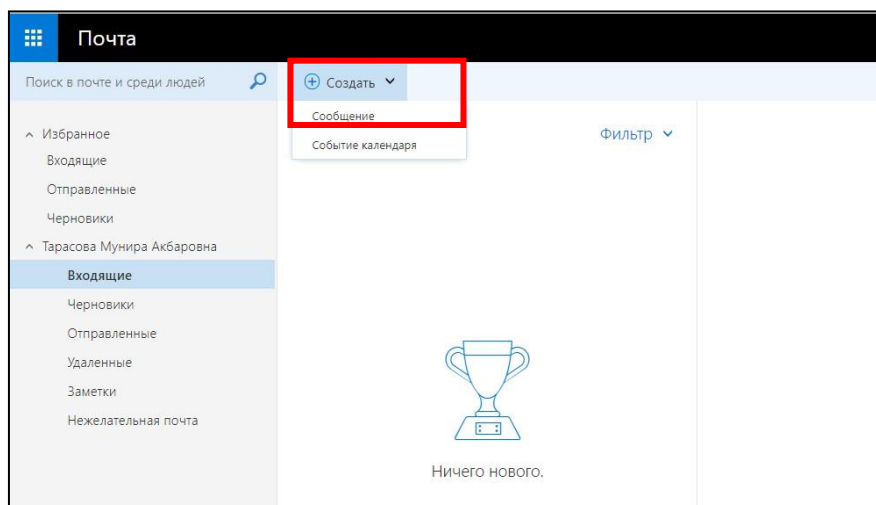 Почта
Поиск в почте и среди людей
Создать
Сообщение
Событие календаря
Фильтр
Избранное
Входящие
Отправленные
Черновики
Тарасова Мунира Акбаровна
Входящие
Черновики
Отправленные
Удаленные
Заметки
Нежелательная почта
Ничего нового.